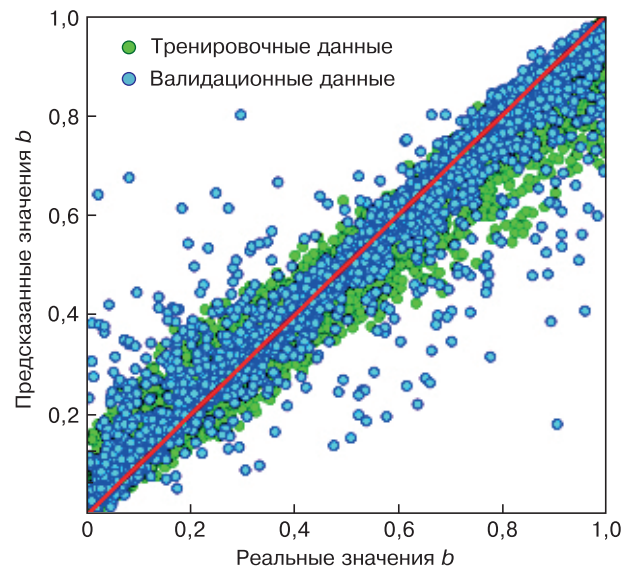 1,0
Тренировочные данные
Валидационные данные
0,8
0,6
0,4
0,2
Предсказанные значения b
0
0,2
0,4
0,6
0,8
1,0
Реальные значения b